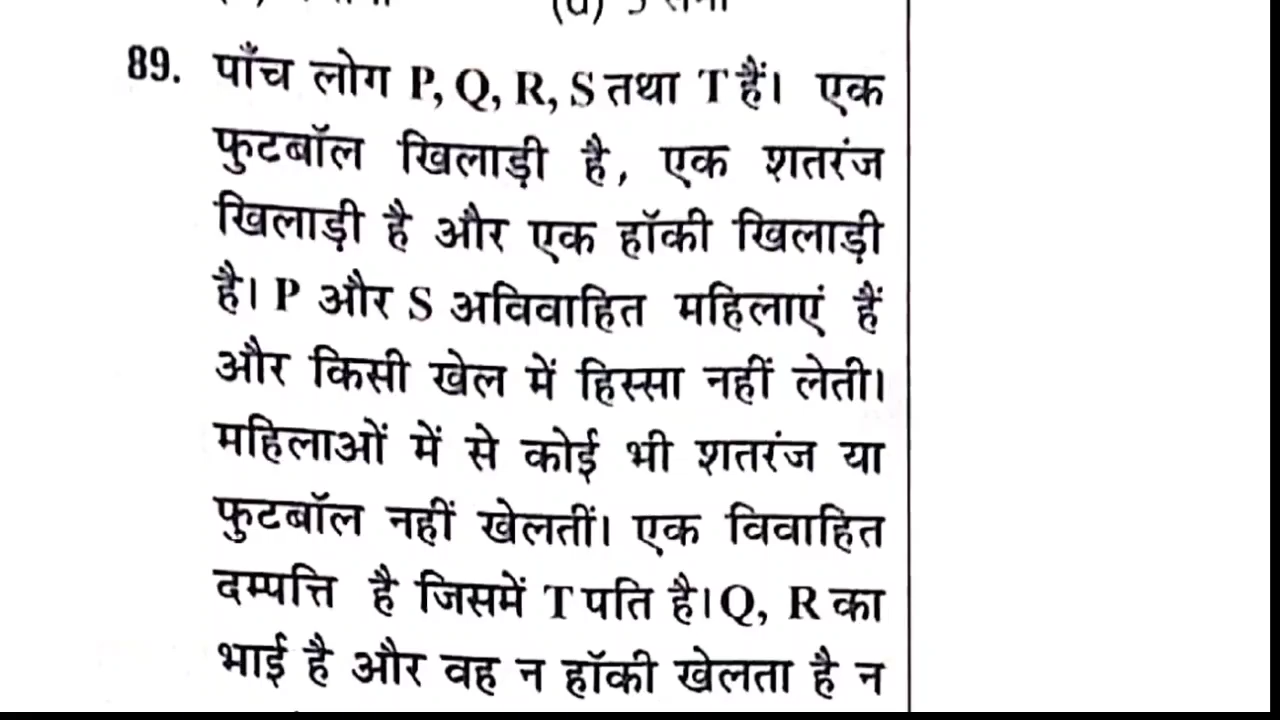 (d) 5
89. पाँच लोग P, Q, R, S तथा T हैं। एक
फुटबॉल खिलाड़ी है, एक शतरंज
खिलाड़ी है और एक हॉकी खिलाड़ी
है। P और S अविवाहित महिलाएं हैं
और किसी खेल में हिस्सा नहीं लेती।
महिलाओं में से कोई भी शतरंज या
फुटबॉल नहीं खेलतीं। एक विवाहित
दम्पत्ति है जिसमें T पति है। Q, R का
भाई है और वह न हॉकी खेलता है न